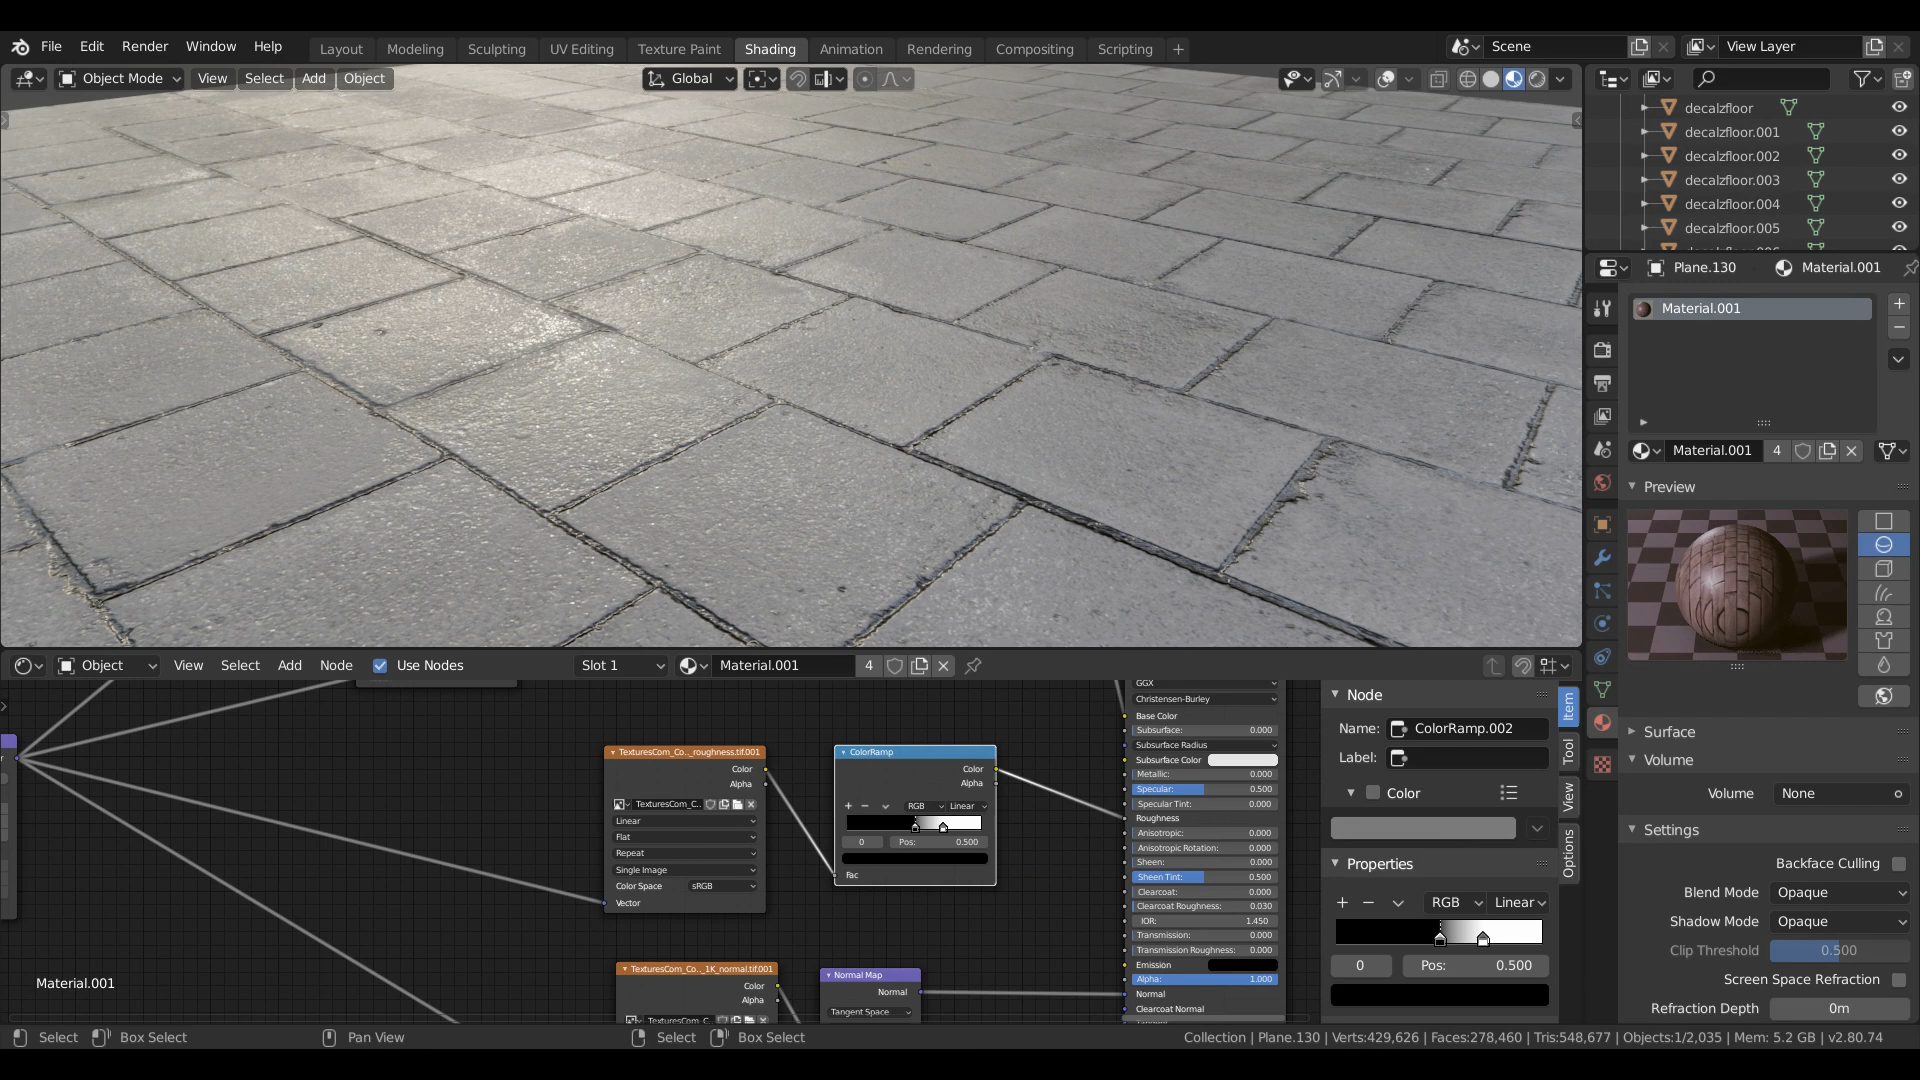 File Edit Render Window Help Layout Modeling Sculpting UV Editing Texture Paint Shading Animation Rendering Compositing Scripting + Scene View Layer
Object Mode View Select Add Object Global
decalzfloor
decalzfloor.001
decalzfloor.002
decalzfloor.003
decalzfloor.004
decalzfloor.005
Plane.130 Material.001
Material.001
Material.001 4
Preview
Surface
Volume
Volume None
Settings
Backface Culling
Blend Mode Opaque
Shadow Mode Opaque
Clip Threshold 0.500
Screen Space Refraction
Refraction Depth 0m
Object View Select Add Node Use Nodes Slot 1 Material.001 4
TexturesCom_Co.._roughness.tif.001
Color
Alpha
TexturesCom_C..
Linear
Flat
Repeat
Single Image
Color Space sRGB
Vector
ColorRamp
Color
Alpha
RGB Linear
0 Pos: 0.500
Fac
TexturesCom_Co.._1K_normal.tif.001
Color
Alpha
TexturesCom_C..
Normal Map
Normal
Tangent Space
GGX
Christensen-Burley
Base Color
Subsurface: 0.000
Subsurface Radius
Subsurface Color
Metallic: 0.000
Specular: 0.500
Specular Tint: 0.000
Roughness
Anisotropic: 0.000
Anisotropic Rotation: 0.000
Sheen: 0.000
Sheen Tint: 0.500
Clearcoat: 0.000
Clearcoat Roughness: 0.030
IOR: 1.450
Transmission: 0.000
Transmission Roughness: 0.000
Emission
Alpha: 1.000
Normal
Clearcoat Normal
Node
Name: ColorRamp.002
Label:
Color
Properties
RGB Linear
0 Pos: 0.500
Item
Tool
View
Options
Material.001
Select Box Select Pan View Select Box Select Collection | Plane.130 | Verts:429,626 | Faces:278,460 | Tris:548,677 | Objects:1/2,035 | Mem: 5.2 GB | v2.80.74